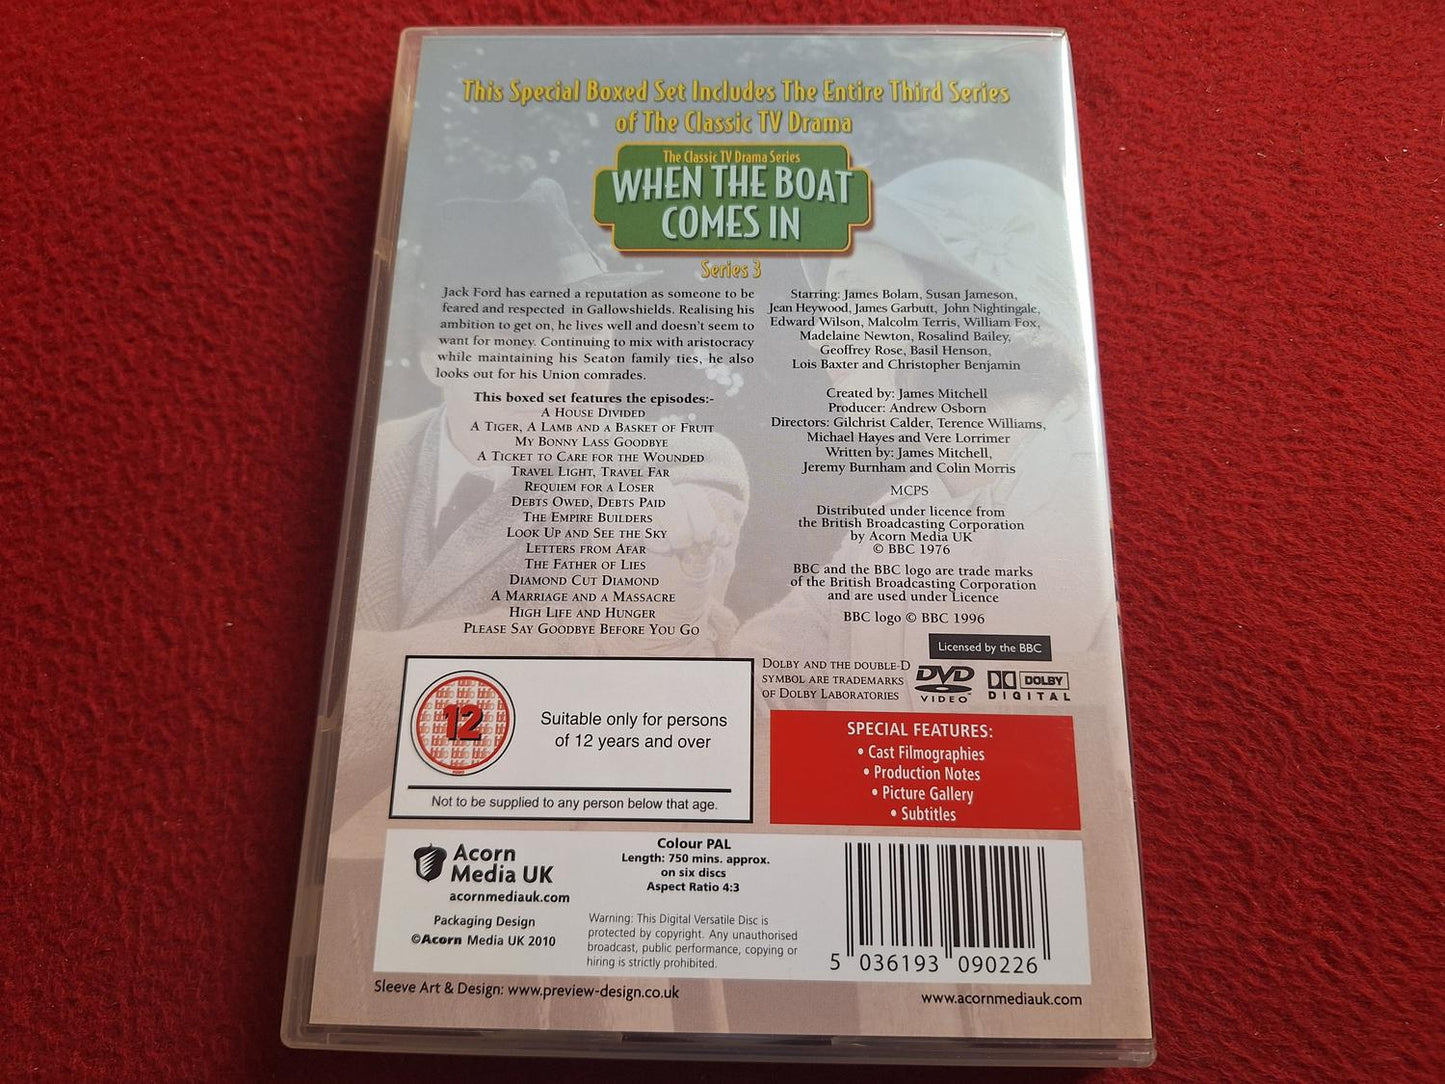 This Special Boxed Set Includes The Entire Third Series
of The Classic TV Drama
The Classic TV Drama Series
WHEN THE BOAT
COMES IN
Series 3
Jack Ford has earned a reputation as someone to be
feared and respected in Gallowshields. Realising his
ambition to get on, he lives well and doesn't seem to
want for money. Continuing to mix with aristocracy
while maintaining his Seaton family ties, he also
looks out for his Union comrades.
This boxed set features the episodes:-
A House Divided
A Tiger, A Lamb and a Basket of Fruit
My Bonny Lass Goodbye
A Ticket to Care for the Wounded
Travel Light, Travel Far
Requiem for a Loser
Debts Owed, Debts Paid
The Empire Builders
Look Up and See the Sky
Letters from Afar
The Father of Lies
Diamond Cut Diamond
A Marriage and a Massacre
High Life and Hunger
Please Say Goodbye Before You Go
Starring: James Bolam, Susan Jameson,
Jean Heywood, James Garbutt, John Nightingale,
Edward Wilson, Malcolm Terris, William Fox,
Madelaine Newton, Rosalind Bailey,
Geoffrey Rose, Basil Henson,
Lois Baxter and Christopher Benjamin
Created by: James Mitchell
Producer: Andrew Osborn
Directors: Gilchrist Calder, Terence Williams,
Michael Hayes and Vere Lorrimer
Written by: James Mitchell,
Jeremy Burnham and Colin Morris
MCPS
Distributed under licence from
the British Broadcasting Corporation
by Acorn Media UK
© BBC 1976
BBC and the BBC logo are trade marks
of the British Broadcasting Corporation
and are used under Licence
BBC logo © BBC 1996
Licensed by the BBC
Dolby and the double-D
symbol are trademarks
of Dolby Laboratories
DVD
VIDEO
DOLBY
DIGITAL
12
Suitable only for persons
of 12 years and over
Not to be supplied to any person below that age.
SPECIAL FEATURES:
• Cast Filmographies
• Production Notes
• Picture Gallery
• Subtitles
Acorn
Media UK
acornmediauk.com
Packaging Design
©Acorn Media UK 2010
Colour PAL
Length: 750 mins. approx.
on six discs
Aspect Ratio 4:3
Warning: This Digital Versatile Disc is
protected by copyright. Any unauthorised
broadcast, public performance, copying or
hiring is strictly prohibited.
5 036193 090226
Sleeve Art & Design: www.preview-design.co.uk
www.acornmediauk.com